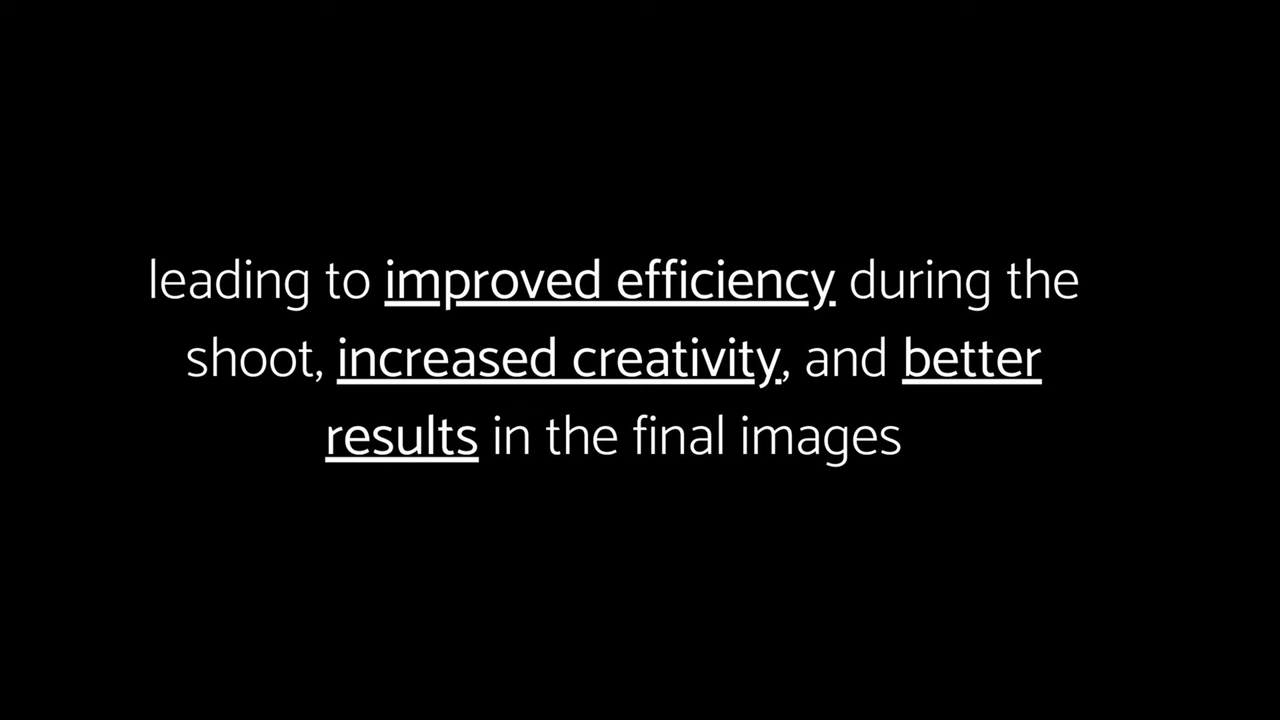 leading to improved efficiency during the
shoot, increased creativity, and better
results in the final images